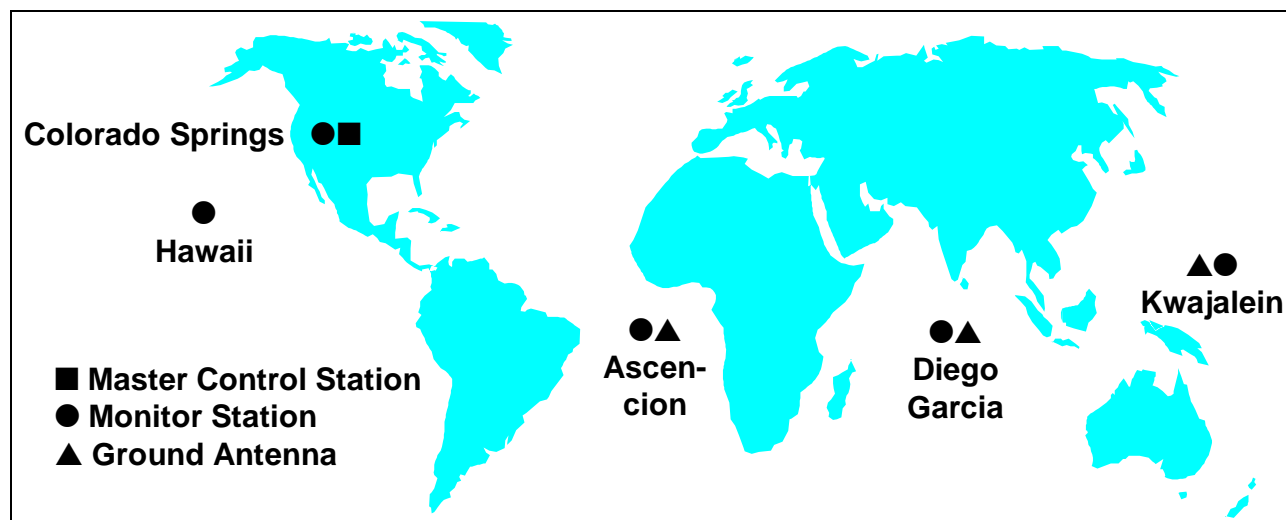 Colorado Springs
Hawaii
Kwajalein
Ascen-
cion
Diego
Garcia
Master Control Station
Monitor Station
Ground Antenna